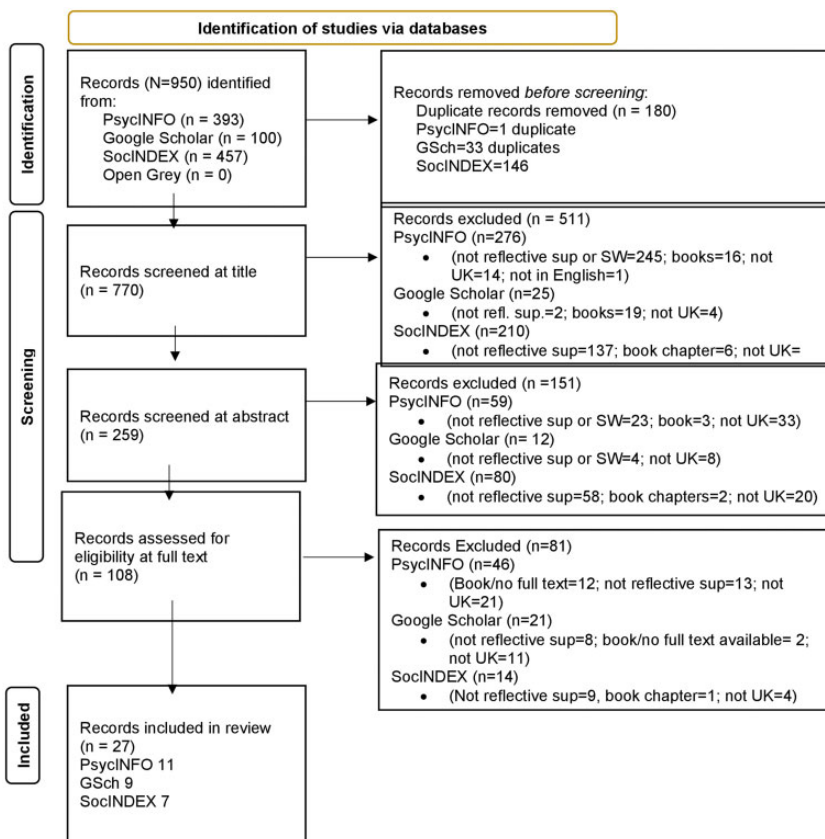 Identification of studies via databases
Identification
Records (N=950) identified
from:
PsycINFO (n = 393)
Google Scholar (n = 100)
SocINDEX (n = 457)
Open Grey (n = 0)
Records removed before screening:
Duplicate records removed (n = 180)
PsycINFO=1 duplicate
GSch=33 duplicates
SocINDEX=146
Screening
Records screened at title
(n = 770)
Records excluded (n = 511)
PsycINFO (n=276)
• (not reflective sup or SW=245; books=16; not
UK=14; not in English=1)
Google Scholar (n=25)
• (not refl. sup.=2; books=19; not UK=4)
SocINDEX (n=210)
• (not reflective sup=137; book chapter=6; not UK=
Records screened at abstract
(n = 259)
Records excluded (n =151)
PsycINFO (n=59)
• (not reflective sup or SW=23; book=3; not UK=33)
Google Scholar (n= 12)
• (not reflective sup or SW=4; not UK=8)
SocINDEX (n=80)
• (not reflective sup=58; book chapters=2; not UK=20)
Records assessed for
eligibility at full text
(n = 108)
Records Excluded (n=81)
PsycINFO (n=46)
• (Book/no full text=12; not reflective sup=13; not
UK=21)
Google Scholar (n=21)
• (not reflective sup=8; book/no full text available= 2;
not UK=11)
SocINDEX (n=14)
• (Not reflective sup=9, book chapter=1; not UK=4)
Included
Records included in review
(n = 27)
PsycINFO 11
GSch 9
SocINDEX 7